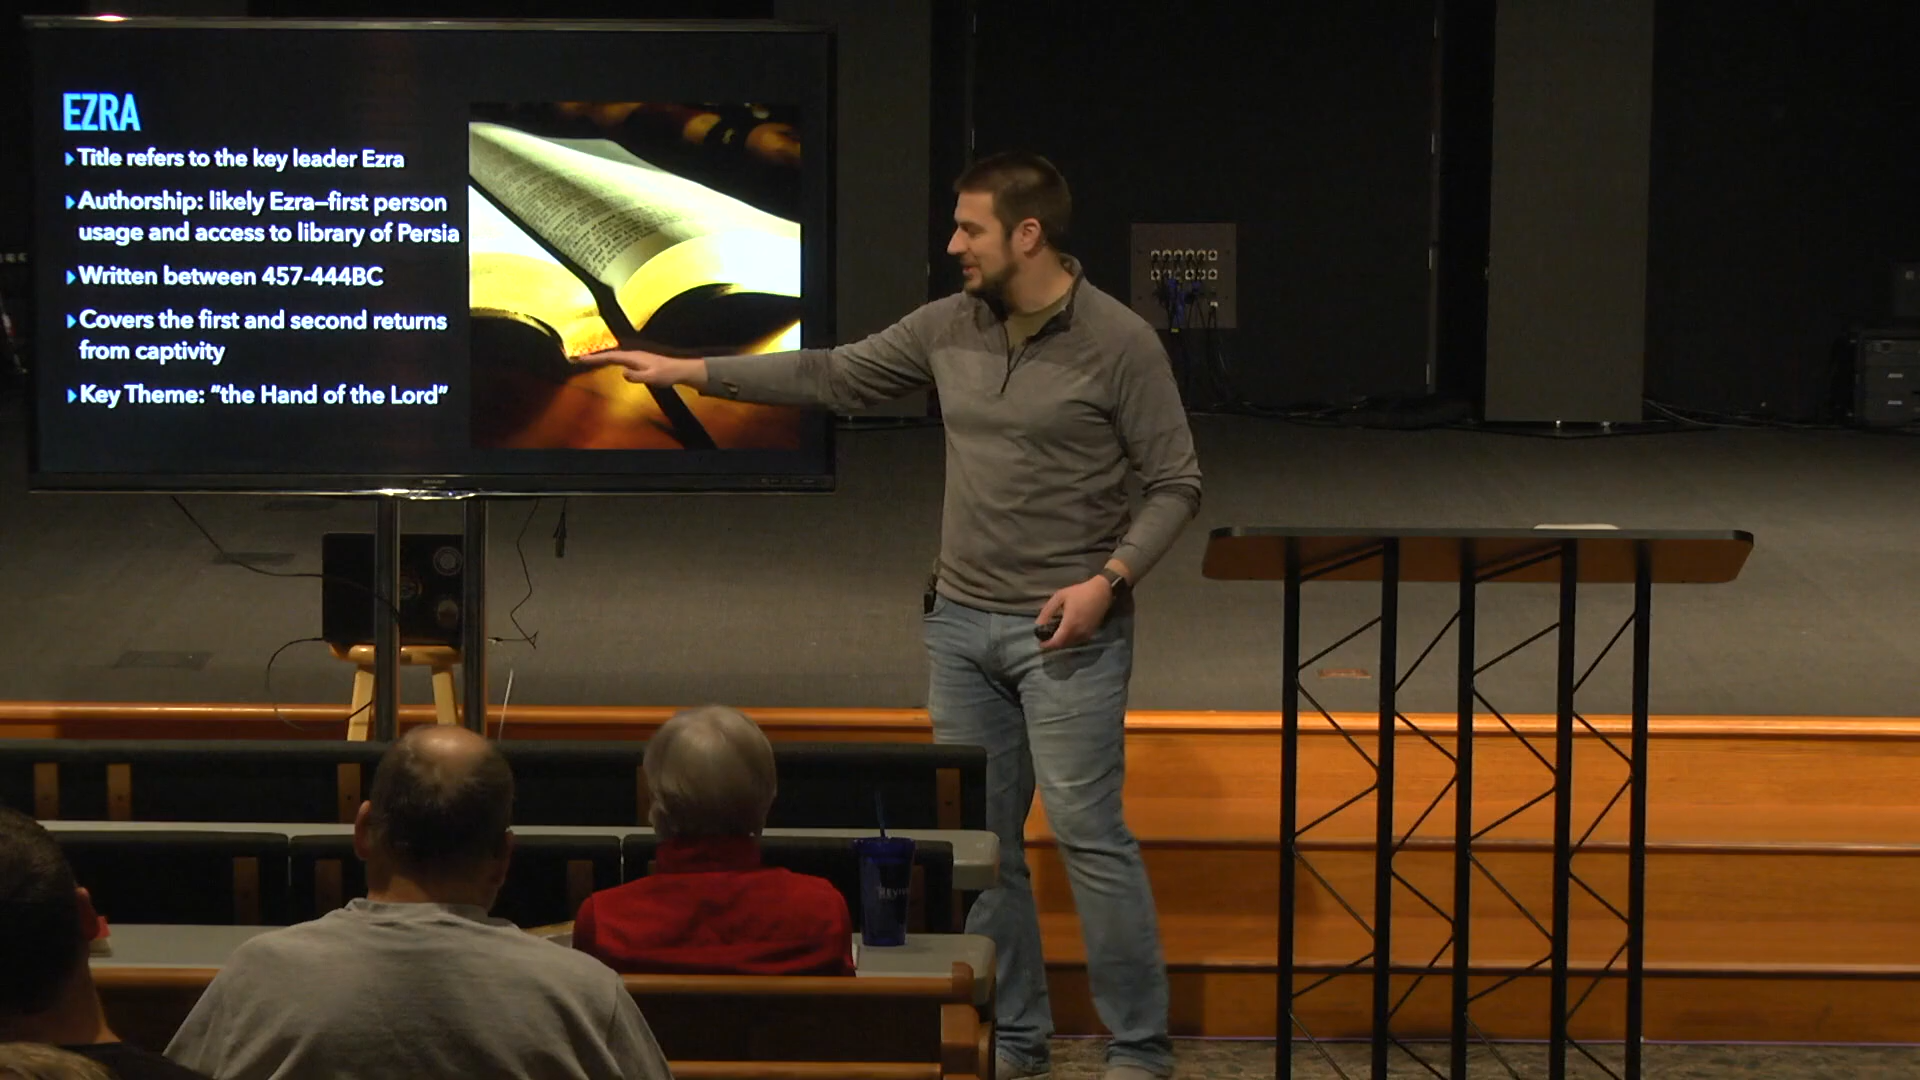 EZRA
Title refers to the key leader Ezra
Authorship: likely Ezra–first person
usage and access to library of Persia
Written between 457-444BC
Covers the first and second returns
from captivity
Key Theme: "the Hand of the Lord"
SHARP
REVIVE